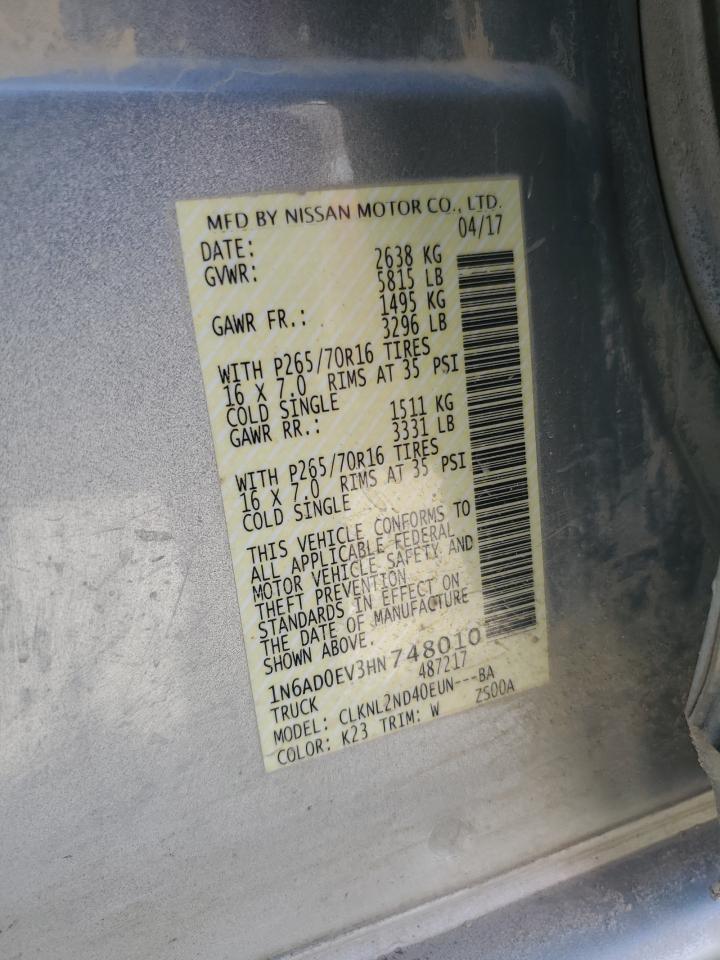 MFD BY NISSAN MOTOR CO., LTD.
DATE: 04/17
GVWR: 2638 KG
5815 LB
GAWR FR.: 1495 KG
3296 LB
WITH P265/70R16 TIRES
16 X 7.0 RIMS AT 35 PSI
COLD SINGLE
GAWR RR.: 1511 KG
3331 LB
WITH P265/70R16 TIRES
16 X 7.0 RIMS AT 35 PSI
COLD SINGLE
THIS VEHICLE CONFORMS TO
ALL APPLICABLE FEDERAL
MOTOR VEHICLE SAFETY AND
THEFT PREVENTION
STANDARDS IN EFFECT ON
THE DATE OF MANUFACTURE
SHOWN ABOVE.
1N6AD0EV3HN748010
TRUCK 487217
MODEL: CLKNL2ND40EUN---BA
COLOR: K23 TRIM: W ZS00A